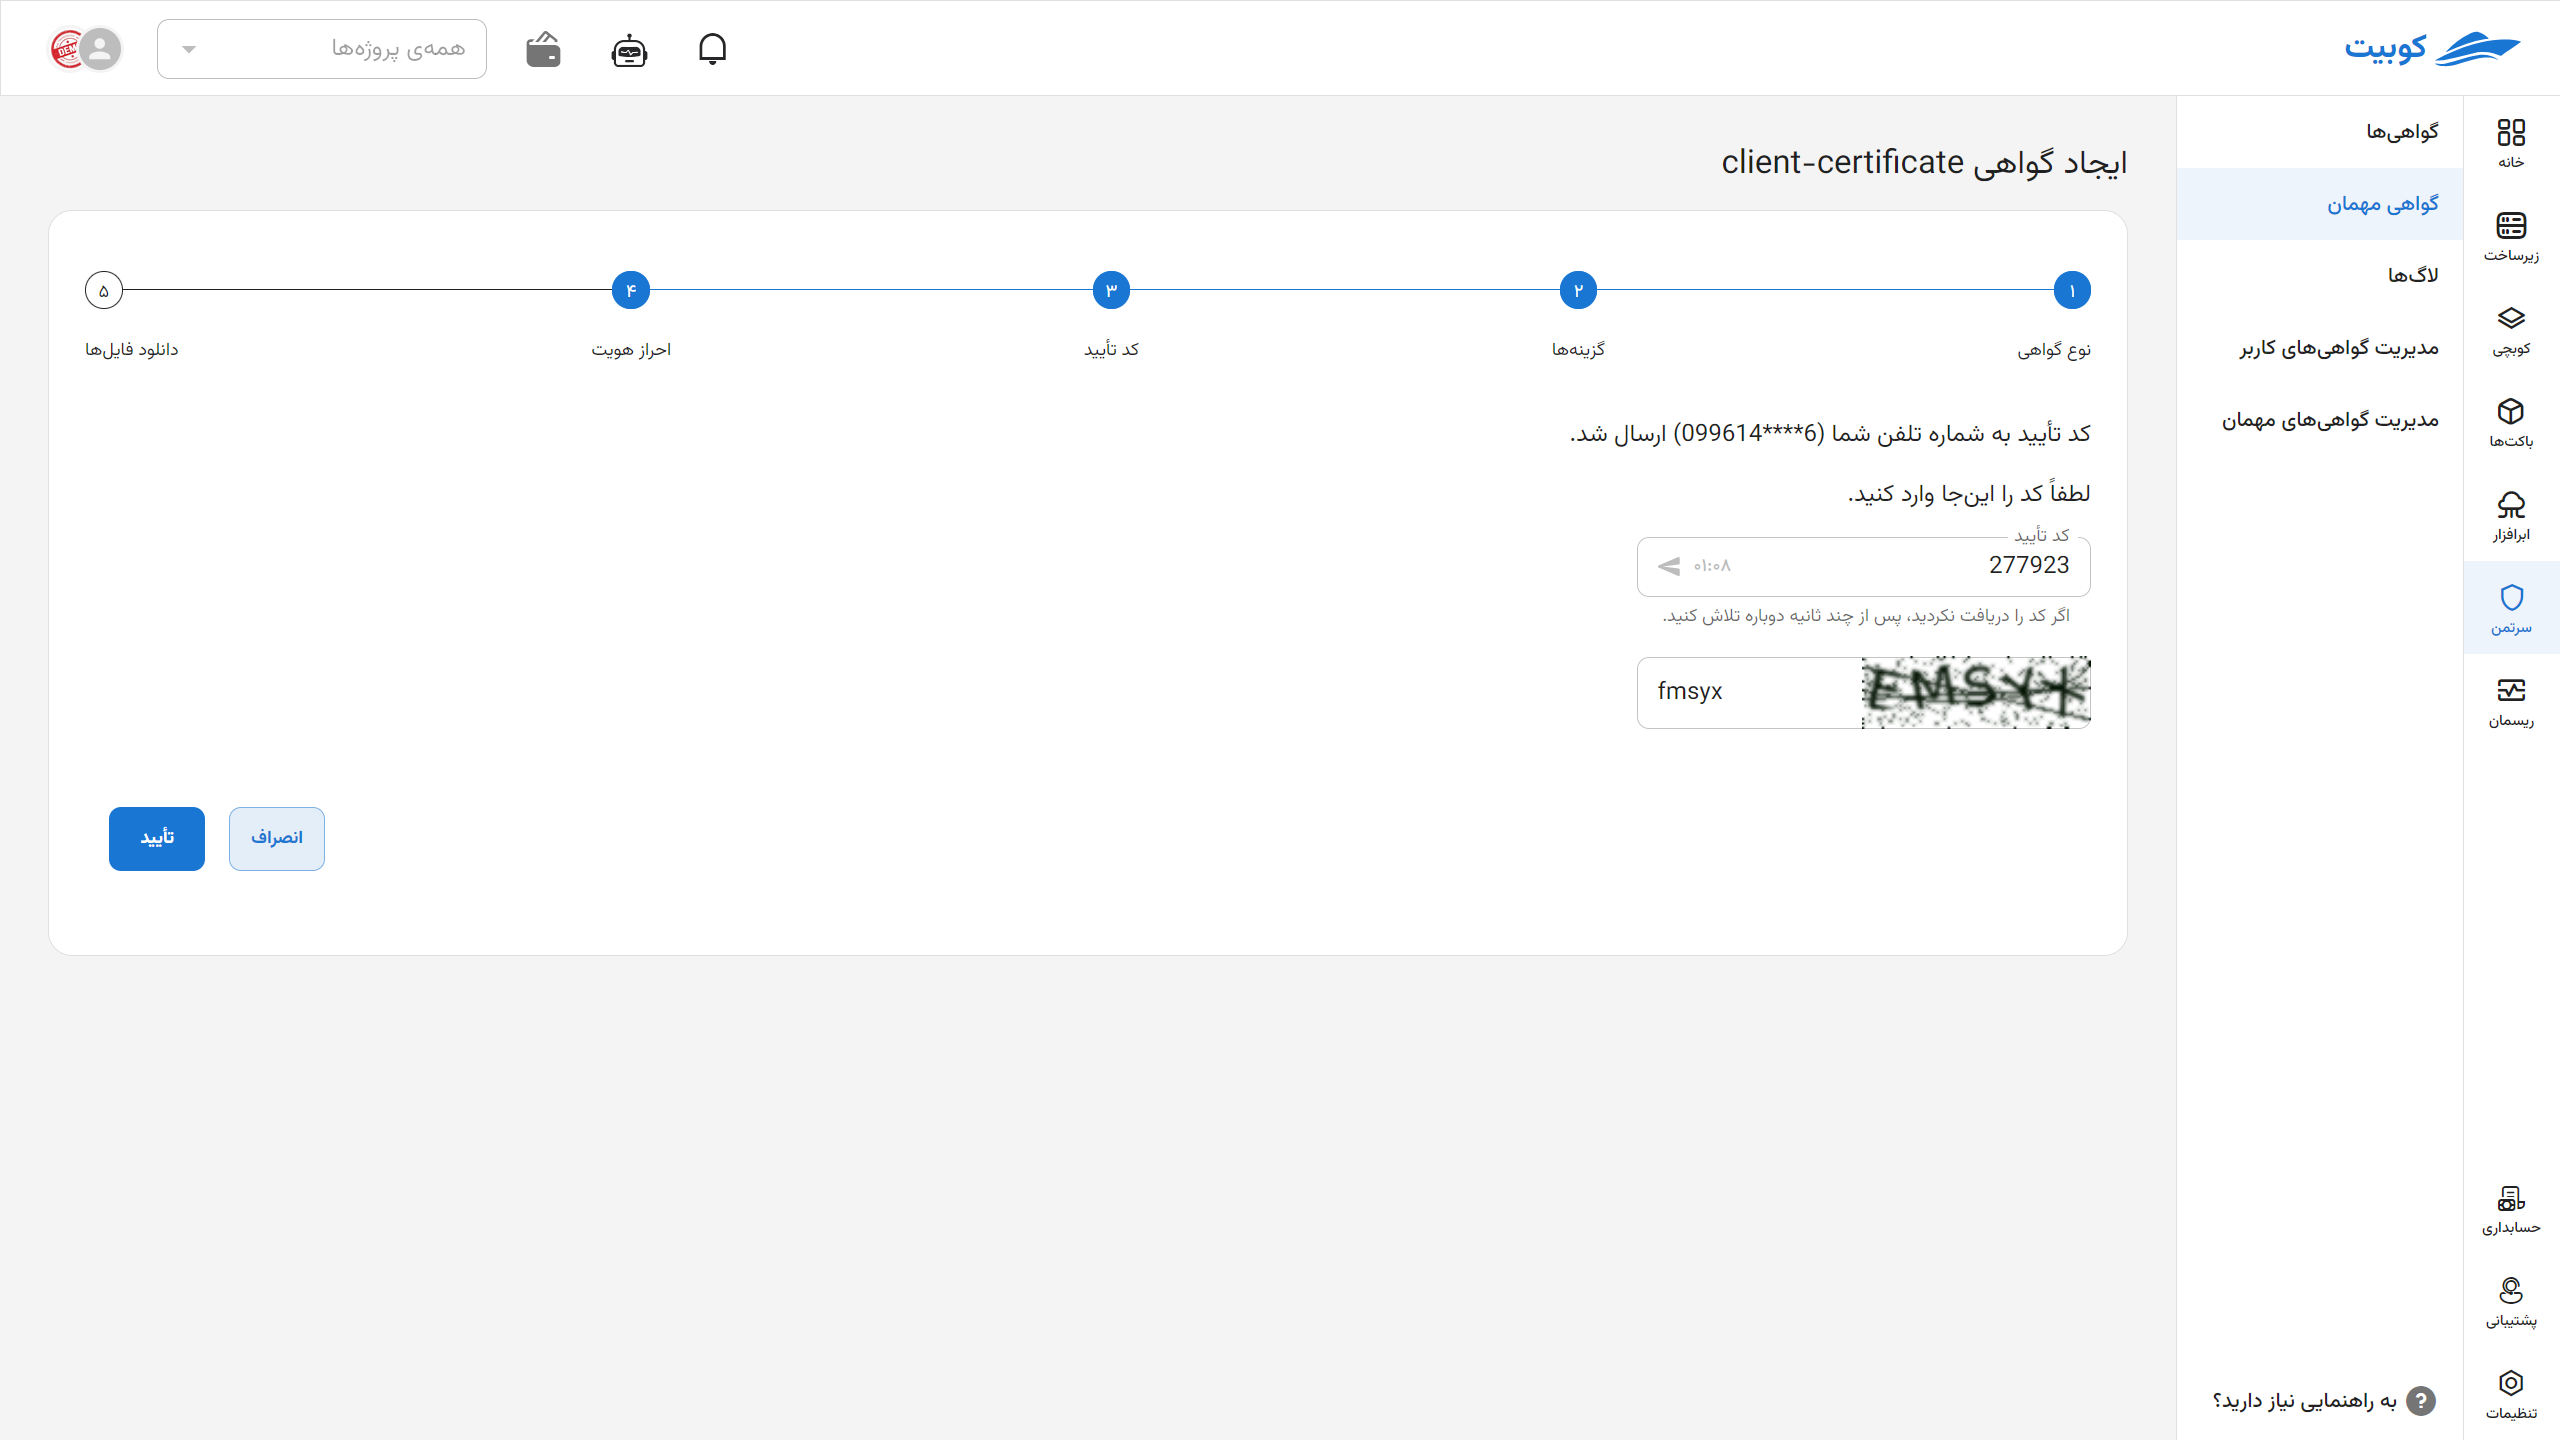 کوبیت
همه‌ی پروژه‌ها
خانه
زیرساخت
کوبچی
باکت‌ها
ابرافزار
سرتمن
ریسمان
حسابداری
پشتیبانی
تنظیمات
گواهی‌ها
گواهی مهمان
لاگ‌ها
مدیریت گواهی‌های کاربر
مدیریت گواهی‌های مهمان
به راهنمایی نیاز دارید؟
ایجاد گواهی client-certificate
۱ ۲ ۳ ۴ ۵
نوع گواهی گزینه‌ها کد تأیید احراز هویت دانلود فایل‌ها
کد تأیید به شماره تلفن شما (099614****6) ارسال شد.
لطفاً کد را این‌جا وارد کنید.
کد تأیید
277923 ۰۱:۰۸
اگر کد را دریافت نکردید، پس از چند ثانیه دوباره تلاش کنید.
fmsyx
انصراف تأیید